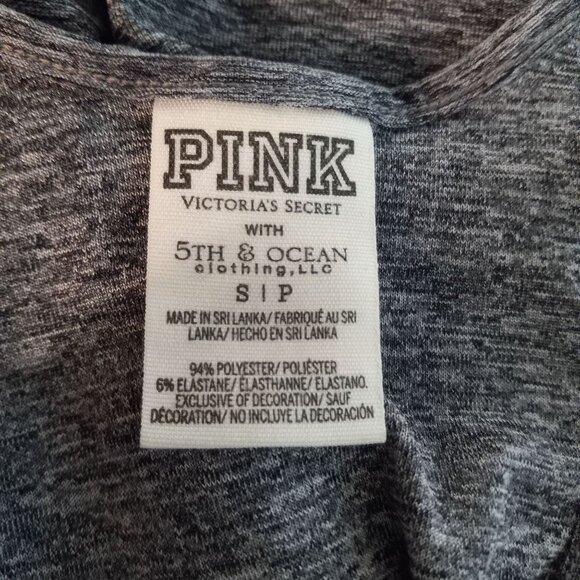 PINK
VICTORIA'S SECRET
WITH
5TH & OCEAN
clothing, LLC
S | P
MADE IN SRI LANKA/ FABRIQUÉ AU SRI
LANKA/ HECHO EN SRI LANKA
94% POLYESTER/ POLIÉSTER
6% ELASTANE/ ÉLASTHANNE/ ELASTANO.
EXCLUSIVE OF DECORATION/ SAUF
DÉCORATION/ NO INCLUYE LA DECORACIÓN